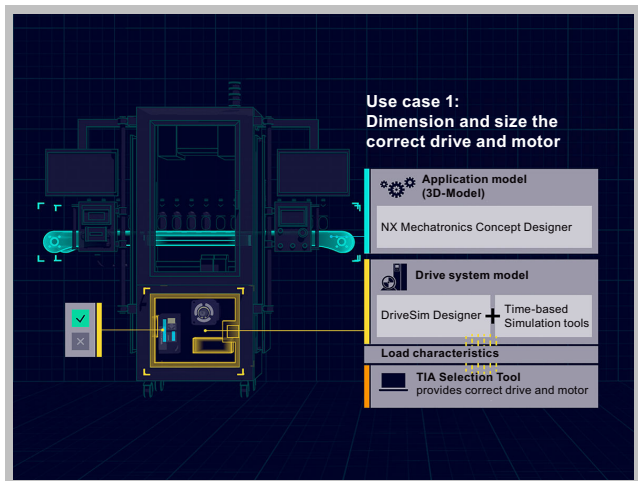 Use case 1:
Dimension and size the
correct drive and motor
Application model
(3D-Model)
NX Mechatronics Concept Designer
Drive system model
DriveSim Designer
+
Time-based
Simulation tools
Load characteristics
TIA Selection Tool
provides correct drive and motor